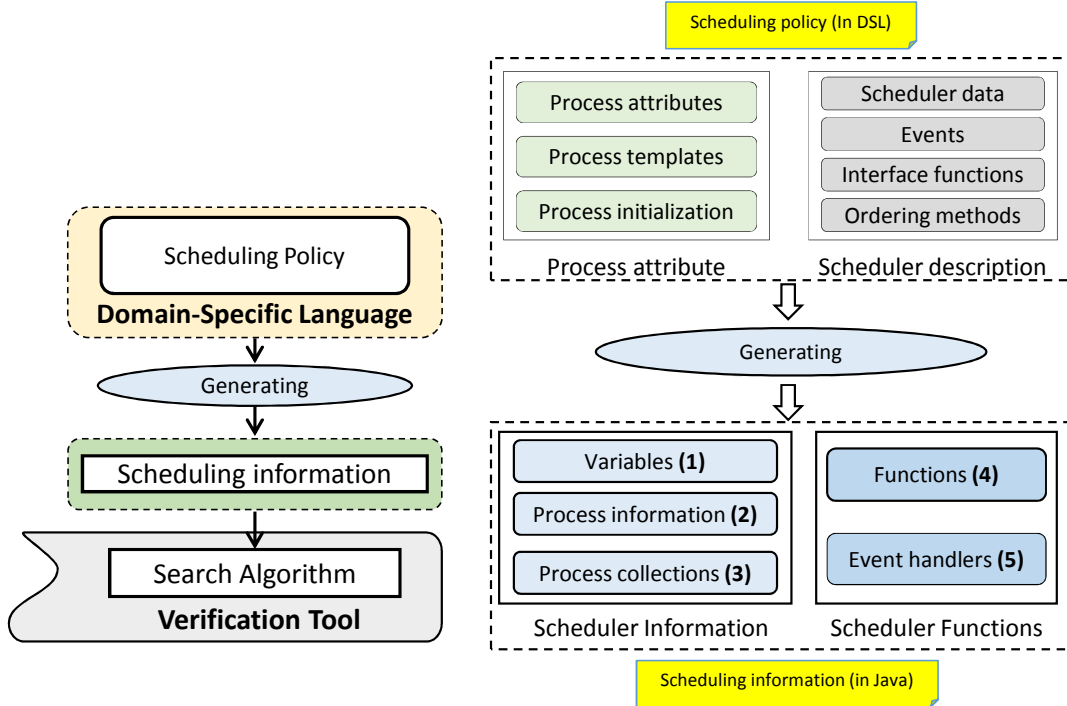 Scheduling Policy
Domain-Specific Language
Generating
Scheduling information
Search Algorithm
Verification Tool
Scheduling policy (In DSL)
Process attributes
Process templates
Process initialization
Process attribute
Scheduler data
Events
Interface functions
Ordering methods
Scheduler description
Generating
Variables (1)
Process information (2)
Process collections (3)
Scheduler Information
Functions (4)
Event handlers (5)
Scheduler Functions
Scheduling information (in Java)